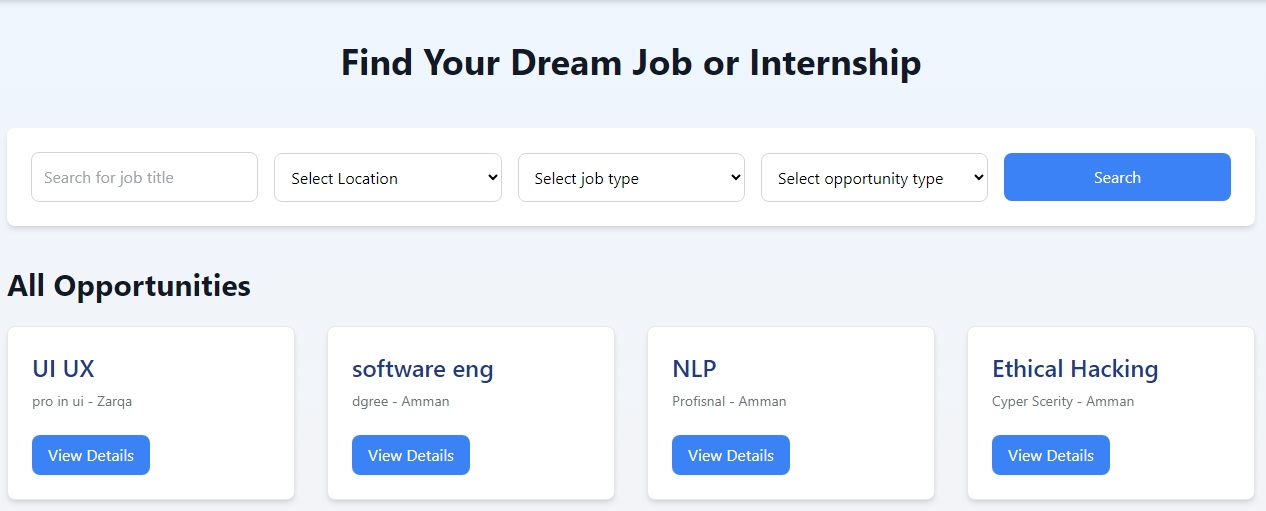 Find Your Dream Job or Internship
Search for job title
Select Location
Select job type
Select opportunity type
Search
All Opportunities
UI UX
pro in ui - Zarqa
View Details
software eng
dgree - Amman
View Details
NLP
Profisnal - Amman
View Details
Ethical Hacking
Cyper Scerity - Amman
View Details